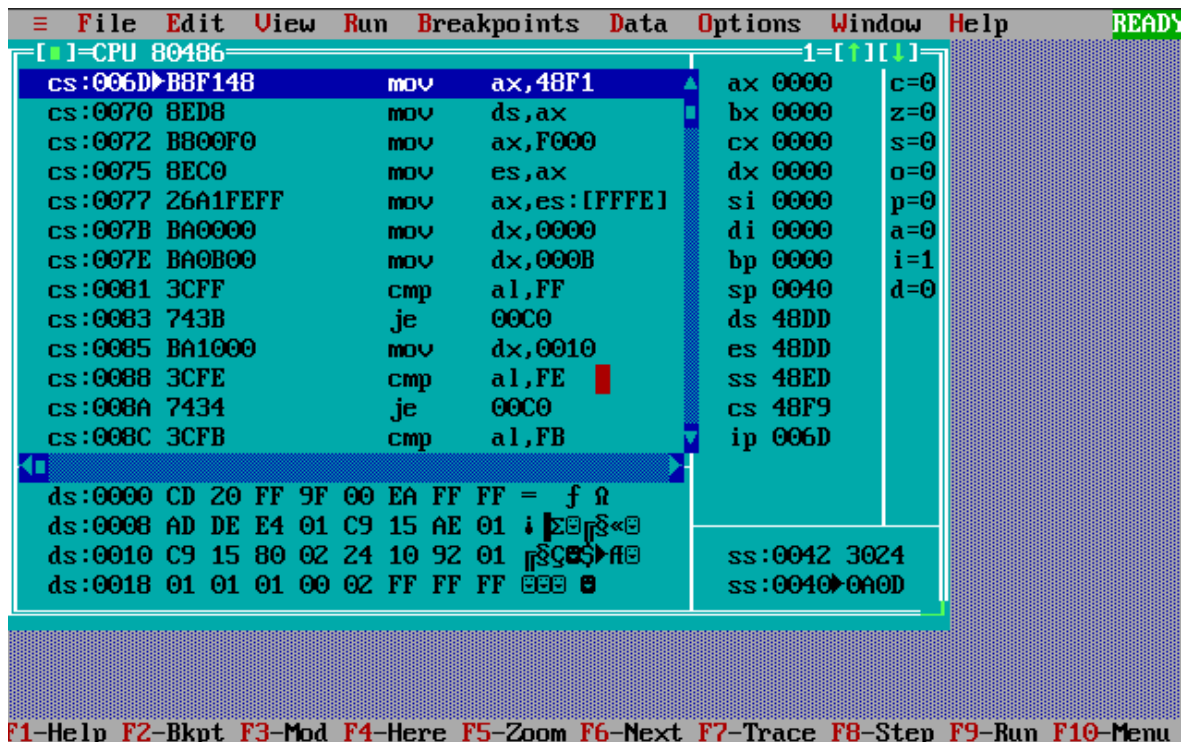 ≡ File Edit View Run Breakpoints Data Options Window Help READY
[■]=CPU 80486 1=[↑][↓]
cs:006D►B8F148 mov ax,48F1 ax 0000 c=0
cs:0070 8ED8 mov ds,ax bx 0000 z=0
cs:0072 B800F0 mov ax,F000 cx 0000 s=0
cs:0075 8EC0 mov es,ax dx 0000 o=0
cs:0077 26A1FEFF mov ax,es:[FFFE] si 0000 p=0
cs:007B BA0000 mov dx,0000 di 0000 a=0
cs:007E BA0B00 mov dx,000B bp 0000 i=1
cs:0081 3CFF cmp al,FF sp 0040 d=0
cs:0083 743B je 00C0 ds 48DD
cs:0085 BA1000 mov dx,0010 es 48DD
cs:0088 3CFE cmp al,FE ss 48ED
cs:008A 7434 je 00C0 cs 48F9
cs:008C 3CFB cmp al,FB ip 006D
ds:0000 CD 20 FF 9F 00 EA FF FF = ƒ Ω
ds:0008 AD DE E4 01 C9 15 AE 01 ¡▐Σ☺╔§«☺ ss:0042 3024
ds:0010 C9 15 80 02 24 10 92 01 ╔§Ç☻$►Æ☺ ss:0040►0A0D
ds:0018 01 01 01 00 02 FF FF FF ☺☺☺ ☻
F1-Help F2-Bkpt F3-Mod F4-Here F5-Zoom F6-Next F7-Trace F8-Step F9-Run F10-Menu